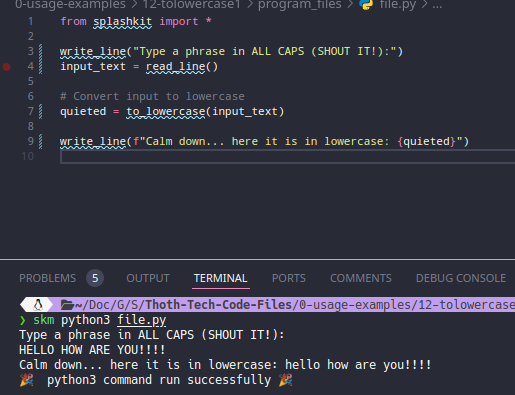 0-usage-examples > 12-tolowercase1 > program_files > file.py > ...
1 from splashkit import *
2
3 write_line("Type a phrase in ALL CAPS (SHOUT IT!):")
4 input_text = read_line()
5
6 # Convert input to lowercase
7 quieted = to_lowercase(input_text)
8
9 write_line(f"Calm down... here it is in lowercase: {quieted}")
10
PROBLEMS 5 OUTPUT TERMINAL PORTS COMMENTS DEBUG CONSOLE
~/Doc/G/S/Thoth-Tech-Code-Files/0-usage-examples/12-tolowercase
❯ skm python3 file.py
Type a phrase in ALL CAPS (SHOUT IT!):
HELLO HOW ARE YOU!!!!
Calm down... here it is in lowercase: hello how are you!!!!
🎉 python3 command run successfully 🎉